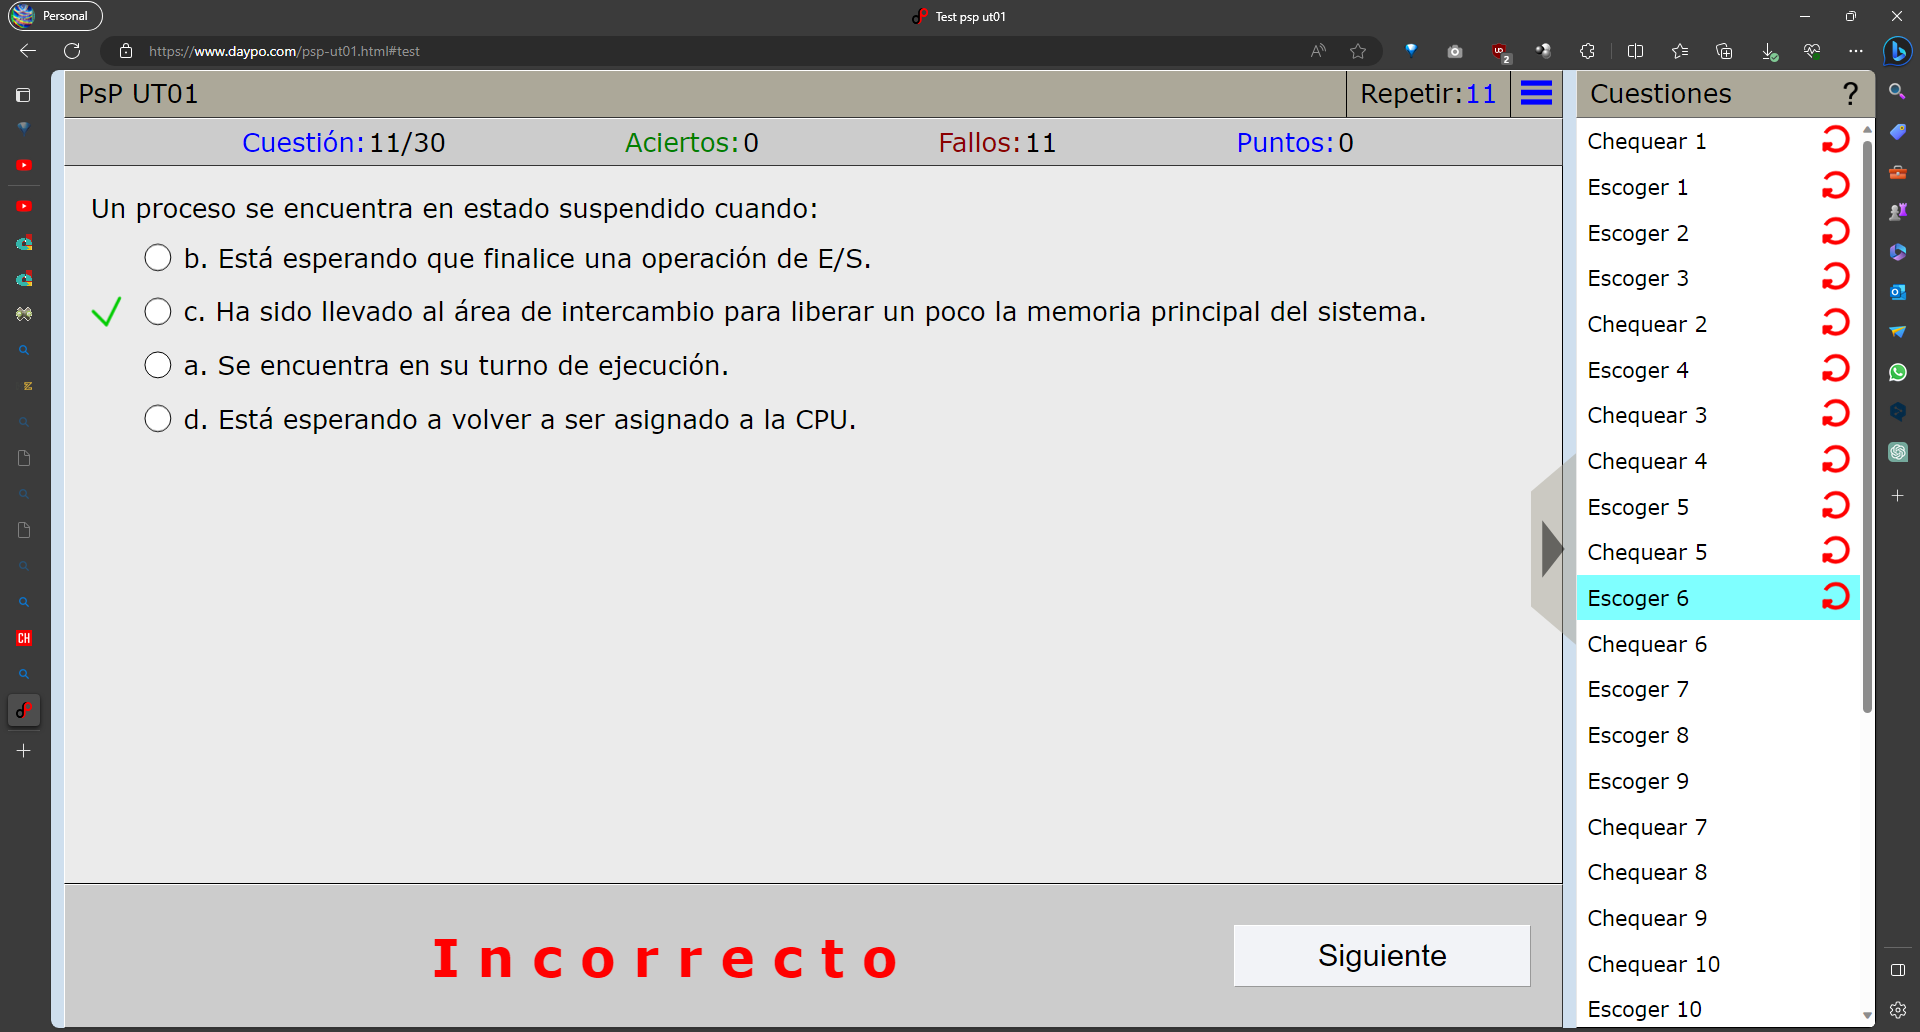 Personal
Test psp ut01
https://www.daypo.com/psp-ut01.html#test
2
PsP UT01
Repetir:11
Cuestiones
?
Cuestión:11/30
Aciertos:0
Fallos:11
Puntos:0
Un proceso se encuentra en estado suspendido cuando:
b. Está esperando que finalice una operación de E/S.
c. Ha sido llevado al área de intercambio para liberar un poco la memoria principal del sistema.
a. Se encuentra en su turno de ejecución.
d. Está esperando a volver a ser asignado a la CPU.
Incorrecto
Siguiente
Chequear 1
Escoger 1
Escoger 2
Escoger 3
Chequear 2
Escoger 4
Chequear 3
Chequear 4
Escoger 5
Chequear 5
Escoger 6
Chequear 6
Escoger 7
Escoger 8
Escoger 9
Chequear 7
Chequear 8
Chequear 9
Chequear 10
Escoger 10
CH